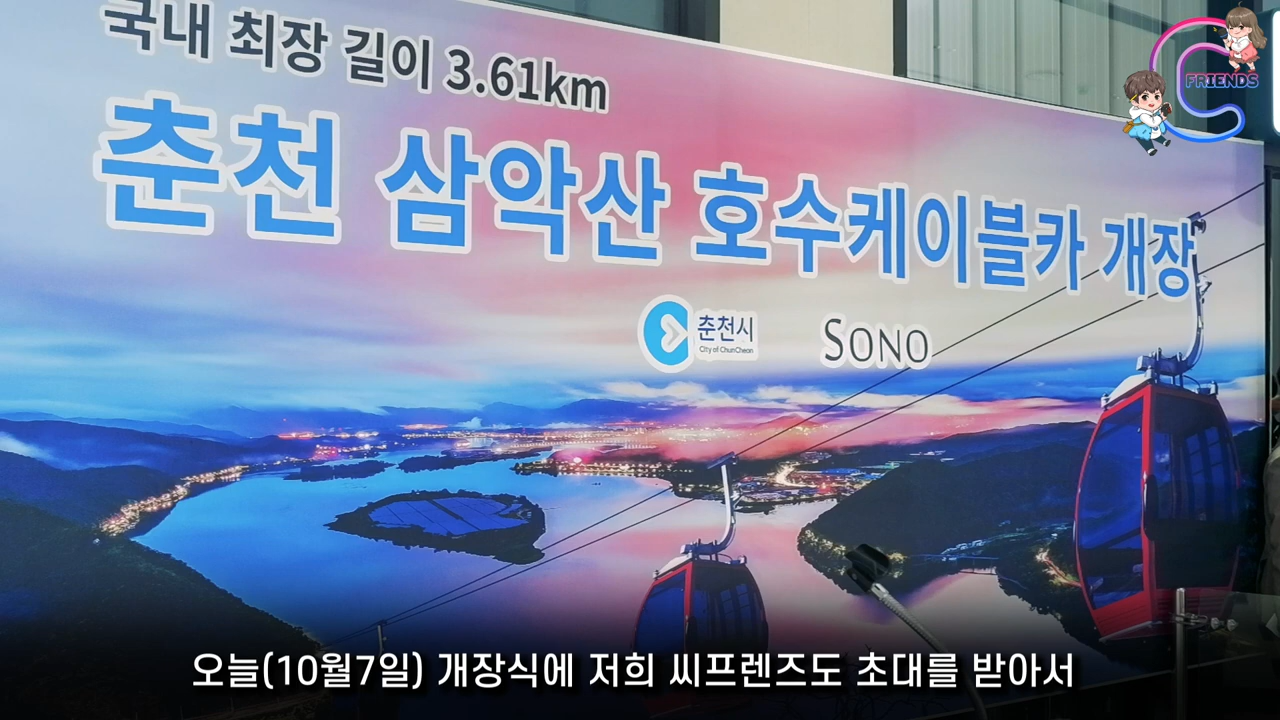 국내 최장 길이 3.61km
FRIENDS
춘천 삼악산 호수케이블카 개장
춘천시
City of ChunCheon
SONO
오늘(10월7일) 개장식에 저희 씨프렌즈도 초대를 받아서